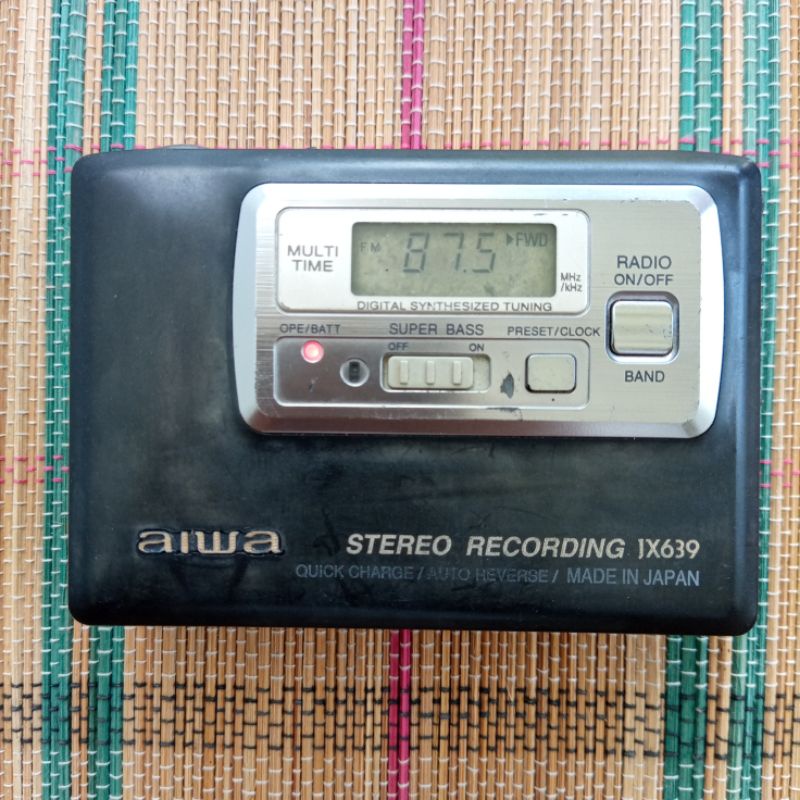 MULTI
TIME
FM 87.5 ▶FWD
MHz
/kHz
DIGITAL SYNTHESIZED TUNING
RADIO
ON/OFF
BAND
OPE/BATT
SUPER BASS
OFF ON
PRESET/CLOCK
aiwa
STEREO RECORDING JX639
QUICK CHARGE / AUTO REVERSE / MADE IN JAPAN